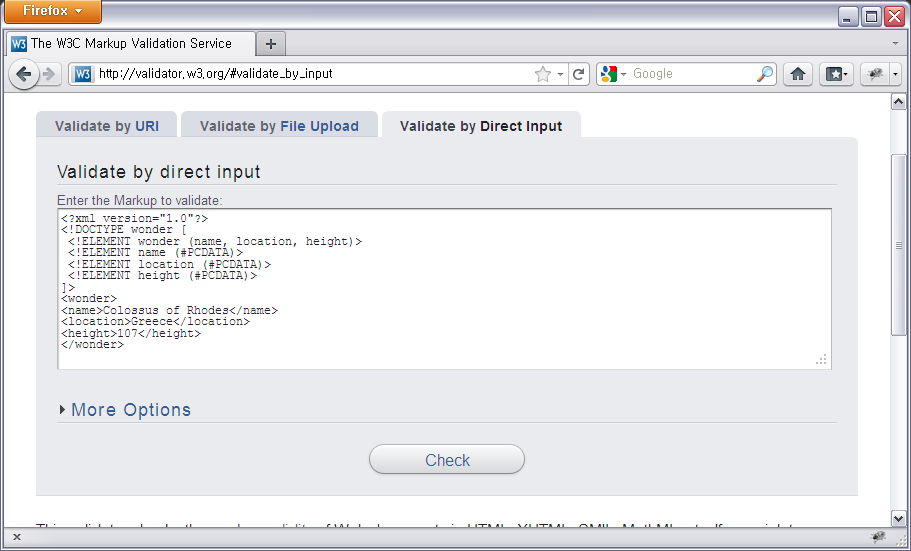 Firefox
The W3C Markup Validation Service
W3 http://validator.w3.org/#validate_by_input
Google
Validate by URI
Validate by File Upload
Validate by Direct Input
Validate by direct input
Enter the Markup to validate:
<?xml version="1.0"?>
<!DOCTYPE wonder [
<!ELEMENT wonder (name, location, height)>
<!ELEMENT name (#PCDATA)>
<!ELEMENT location (#PCDATA)>
<!ELEMENT height (#PCDATA)>
]>
<wonder>
<name>Colossus of Rhodes</name>
<location>Greece</location>
<height>107</height>
</wonder>
More Options
Check